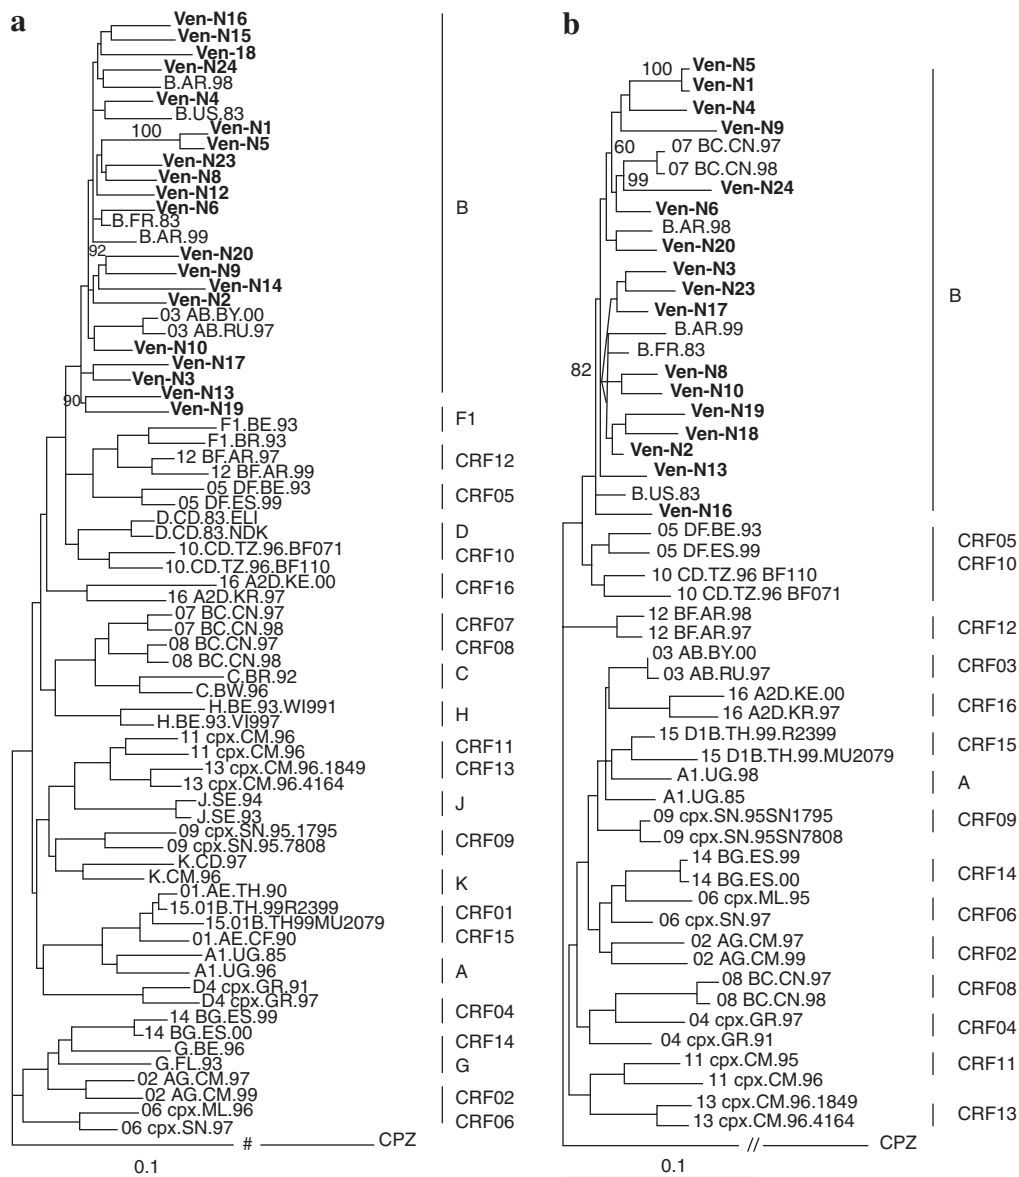 a
Ven-N16
Ven-N15
Ven-18
Ven-N24
B.AR.98
Ven-N4
B.US.83
100
Ven-N1
Ven-N5
Ven-N23
Ven-N8
Ven-N12
Ven-N6
B.FR.83
B.AR.99
92
Ven-N20
Ven-N9
Ven-N14
Ven-N2
03 AB.BY.00
03 AB.RU.97
Ven-N10
Ven-N17
Ven-N3
90
Ven-N13
Ven-N19
F1.BE.93
F1.BR.93
12 BF.AR.97
12 BF.AR.99
05 DF.BE.93
05 DF.ES.99
D.CD.83.ELI
D.CD.83.NDK
10.CD.TZ.96.BF071
10.CD.TZ.96.BF110
16 A2D.KE.00
16 A2D.KR.97
07 BC.CN.97
07 BC.CN.98
08 BC.CN.97
08 BC.CN.98
C.BR.92
C.BW.96
H.BE.93.WI991
H.BE.93.VI997
11 cpx.CM.96
11 cpx.CM.96
13 cpx.CM.96.1849
13 cpx.CM.96.4164
J.SE.94
J.SE.93
09 cpx.SN.95.1795
09 cpx.SN.95.7808
K.CD.97
K.CM.96
01.AE.TH.90
15.01B.TH.99R2399
15.01B.TH99MU2079
01.AE.CF.90
A1.UG.85
A1.UG.96
D4 cpx.GR.91
D4 cpx.GR.97
14 BG.ES.99
14 BG.ES.00
G.BE.96
G.FL.93
02 AG.CM.97
02 AG.CM.99
06 cpx.ML.96
06 cpx.SN.97
# CPZ
0.1
B
F1
CRF12
CRF05
D
CRF10
CRF16
CRF07
CRF08
C
H
CRF11
CRF13
J
CRF09
K
CRF01
CRF15
A
CRF04
CRF14
G
CRF02
CRF06
b
100
Ven-N5
Ven-N1
Ven-N4
Ven-N9
60
07 BC.CN.97
07 BC.CN.98
99
Ven-N24
Ven-N6
B.AR.98
Ven-N20
Ven-N3
Ven-N23
Ven-N17
B.AR.99
B.FR.83
82
Ven-N8
Ven-N10
Ven-N19
Ven-N18
Ven-N2
Ven-N13
B.US.83
Ven-N16
05 DF.BE.93
05 DF.ES.99
10 CD.TZ.96 BF110
10 CD.TZ.96 BF071
12 BF.AR.98
12 BF.AR.97
03 AB.BY.00
03 AB.RU.97
16 A2D.KE.00
16 A2D.KR.97
15 D1B.TH.99.R2399
15 D1B.TH.99.MU2079
A1.UG.98
A1.UG.85
09 cpx.SN.95SN1795
09 cpx.SN.95SN7808
14 BG.ES.99
14 BG.ES.00
06 cpx.ML.95
06 cpx.SN.97
02 AG.CM.97
02 AG.CM.99
08 BC.CN.97
08 BC.CN.98
04 cpx.GR.97
04 cpx.GR.91
11 cpx.CM.95
11 cpx.CM.96
13 cpx.CM.96.1849
13 cpx.CM.96.4164
// CPZ
0.1
B
CRF05
CRF10
CRF12
CRF03
CRF16
CRF15
A
CRF09
CRF14
CRF06
CRF02
CRF08
CRF04
CRF11
CRF13